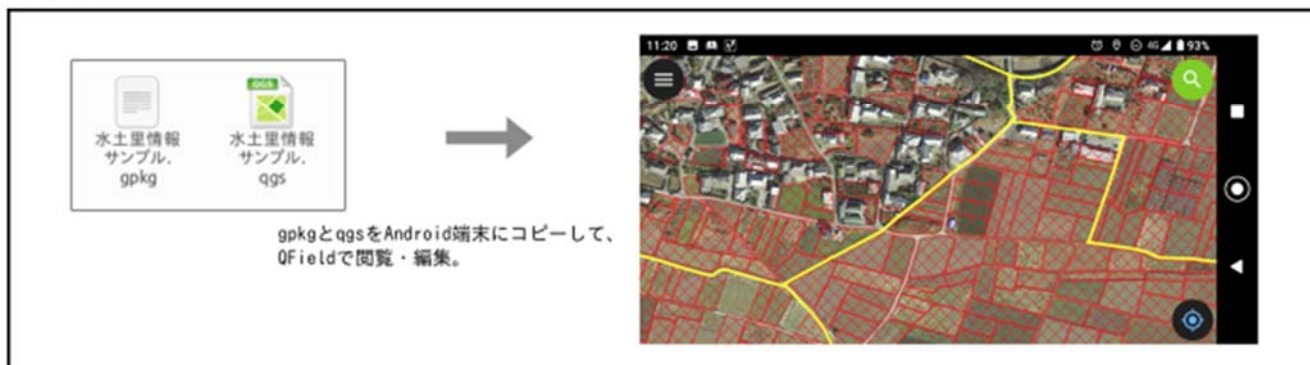 水土里情報
サンプル.
gpkg
QGS
水土里情報
サンプル.
qgs
gpkgとqgsをAndroid端末にコピーして、
QFieldで閲覧・編集。
11:20
4G
93%